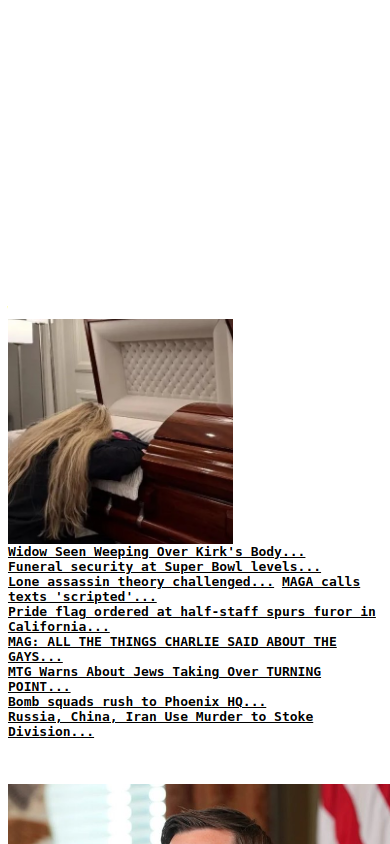 Widow Seen Weeping Over Kirk's Body...
Funeral security at Super Bowl levels...
Lone assassin theory challenged... MAGA calls
texts 'scripted'...
Pride flag ordered at half-staff spurs furor in
California...
MAG: ALL THE THINGS CHARLIE SAID ABOUT THE
GAYS...
MTG Warns About Jews Taking Over TURNING
POINT...
Bomb squads rush to Phoenix HQ...
Russia, China, Iran Use Murder to Stoke
Division...